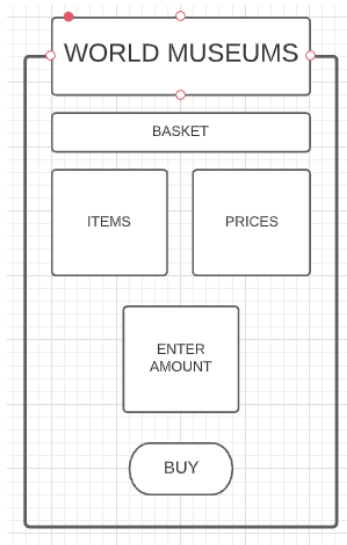 WORLD MUSEUMS
BASKET
ITEMS
PRICES
ENTER
AMOUNT
BUY